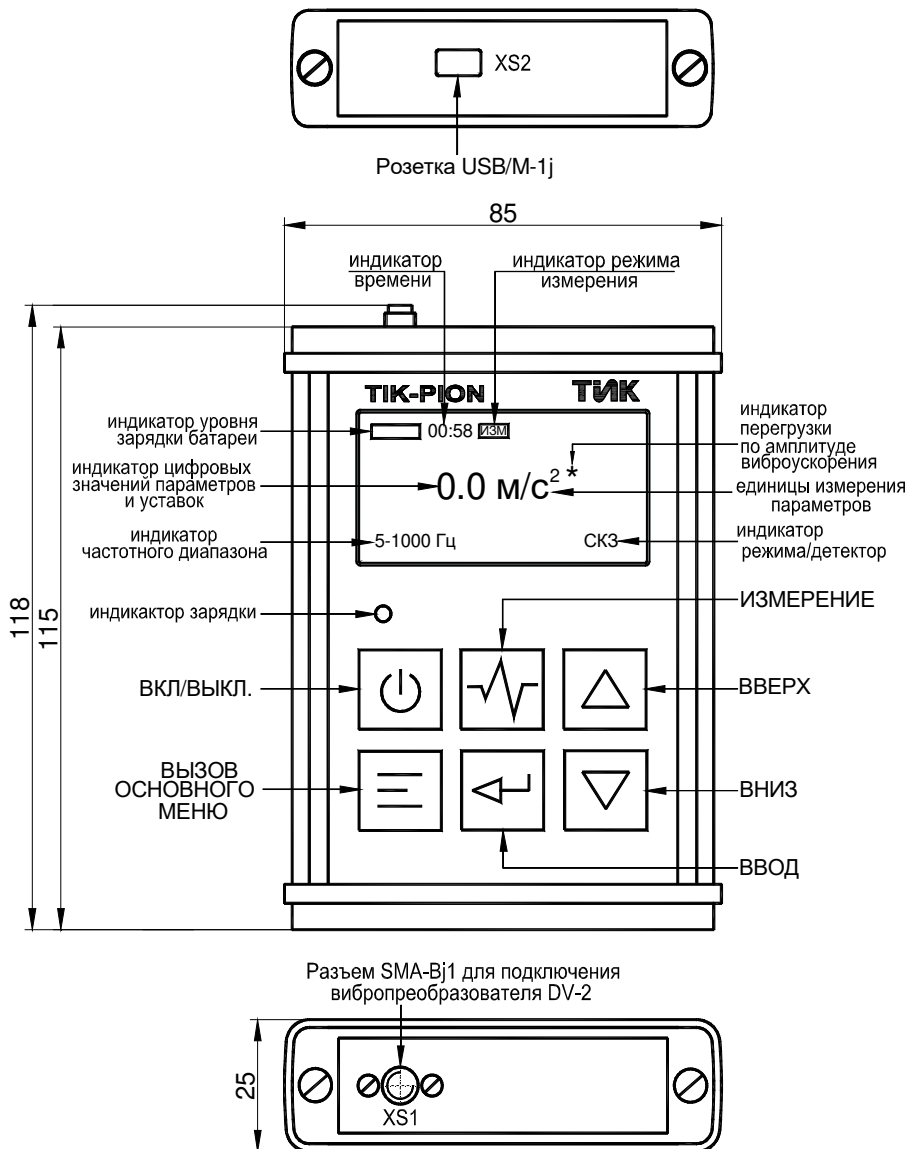 XS2
Розетка USB/M-1j
85
индикатор
времени
индикатор режима
измерения
118
115
TIK-PION
ТИК
индикатор уровня
зарядки батареи
00:58
ИЗМ
индикатор
перегрузки
по амплитуде
виброускорения
индикатор цифровых
значений параметров
и уставок
0.0 м/с² *
единицы измерения
параметров
индикатор
частотного диапазона
5-1000 Гц
СКЗ
индикатор
режима/детектор
индикактор зарядки
ИЗМЕРЕНИЕ
ВКЛ/ВЫКЛ.
ВВЕРХ
ВЫЗОВ
ОСНОВНОГО
МЕНЮ
ВНИЗ
ВВОД
Разъем SMA-Bj1 для подключения
вибропреобразователя DV-2
25
XS1